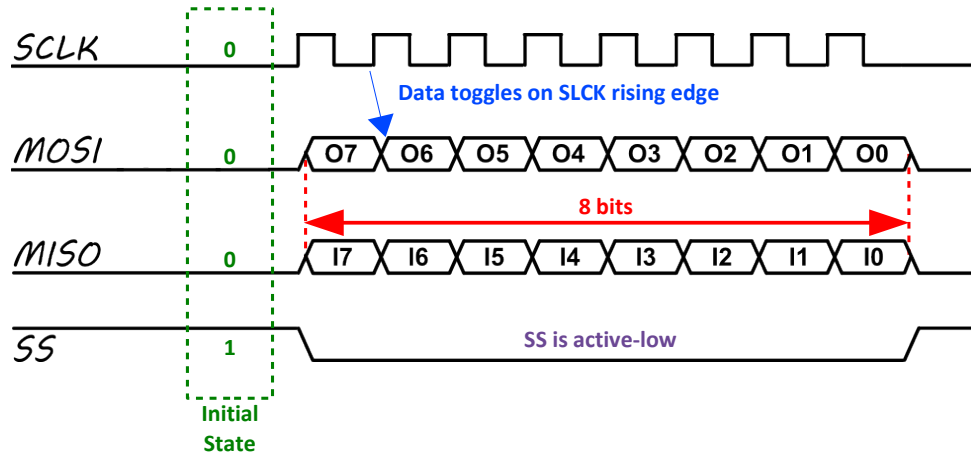 SCLK
0
Data toggles on SLCK rising edge
MOSI
0
O7 O6 O5 O4 O3 O2 O1 O0
8 bits
MISO
0
I7 I6 I5 I4 I3 I2 I1 I0
SS
1
SS is active-low
Initial
State